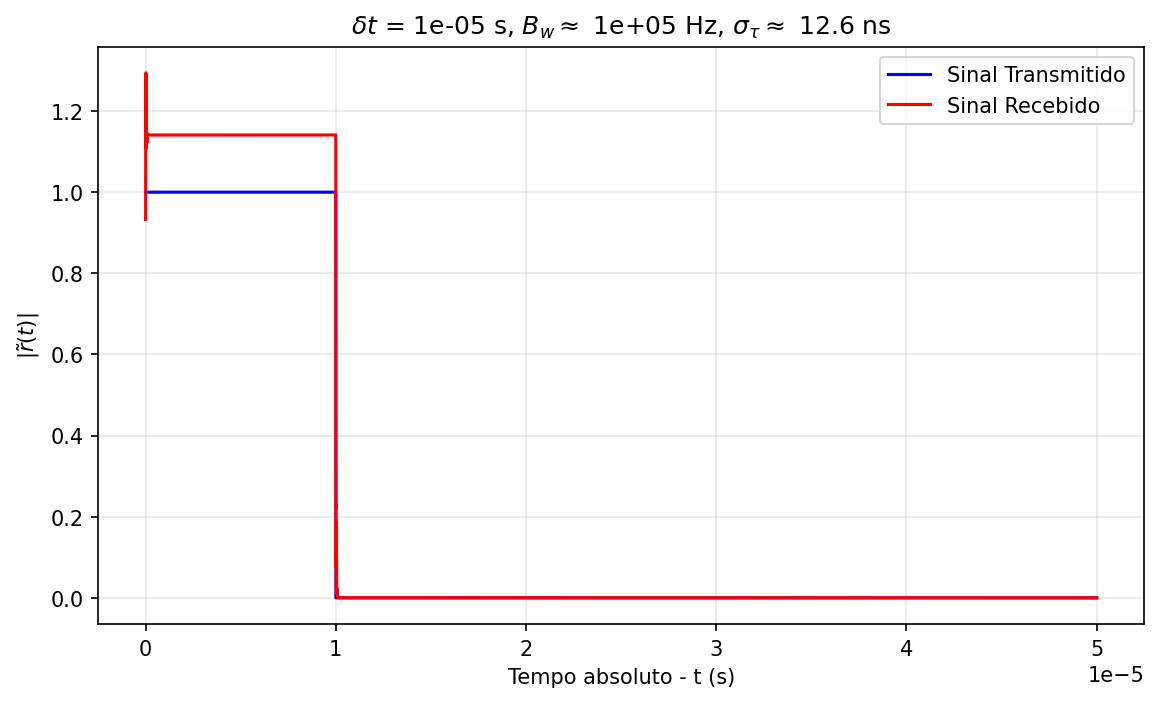 δt = 1e-05 s, B_w ≈ 1e+05 Hz, σ_τ ≈ 12.6 ns
Sinal Transmitido
Sinal Recebido
|r̃(t)|
1.2
1.0
0.8
0.6
0.4
0.2
0.0
0 1 2 3 4 5
1e−5
Tempo absoluto - t (s)